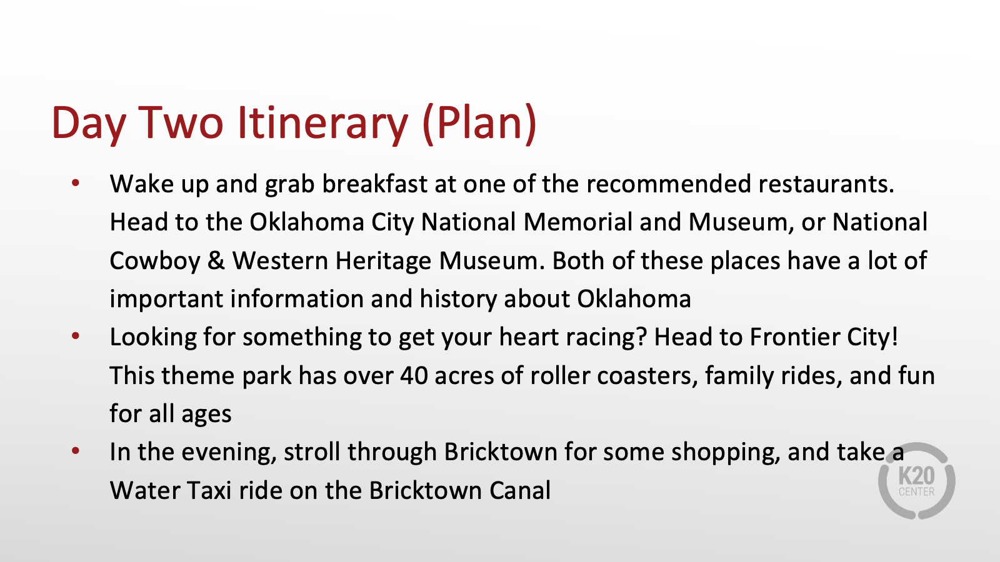 Day Two Itinerary (Plan)
• Wake up and grab breakfast at one of the recommended restaurants.
Head to the Oklahoma City National Memorial and Museum, or National
Cowboy & Western Heritage Museum. Both of these places have a lot of
important information and history about Oklahoma
• Looking for something to get your heart racing? Head to Frontier City!
This theme park has over 40 acres of roller coasters, family rides, and fun
for all ages
• In the evening, stroll through Bricktown for some shopping, and take a
Water Taxi ride on the Bricktown Canal
K20
CENTER